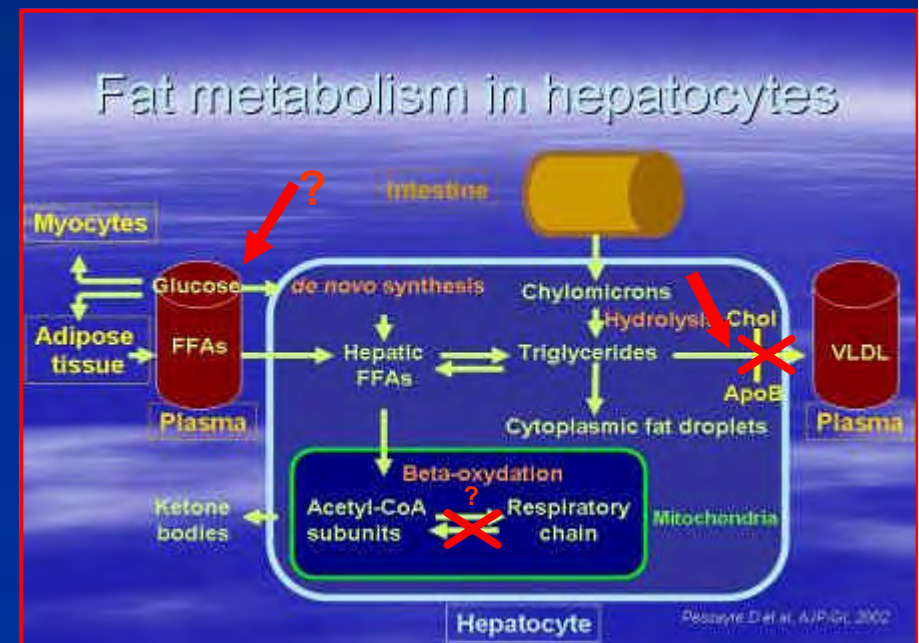 Fat metabolism in hepatocytes
?
Intestine
Myocytes
Glucose
de novo synthesis
Chylomicrons
Hydrolysis
Chol
Adipose
tissue
FFAs
Hepatic
FFAs
Triglycerides
VLDL
ApoB
Plasma
Cytoplasmic fat droplets
Plasma
Beta-oxydation
?
Ketone
bodies
Acetyl-CoA
subunits
Respiratory
chain
Mitochondria
Hepatocyte
Pessayre D et al, AJP-GI, 2002